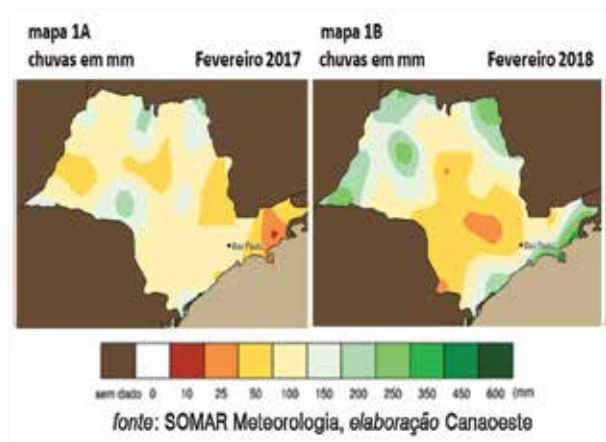 mapa 1A
chuvas em mm Fevereiro 2017
mapa 1B
chuvas em mm Fevereiro 2018
São Paulo
São Paulo
sem dado 0 10 25 50 100 150 200 250 350 450 600 (mm
fonte: SOMAR Meteorologia, elaboração Canaoeste